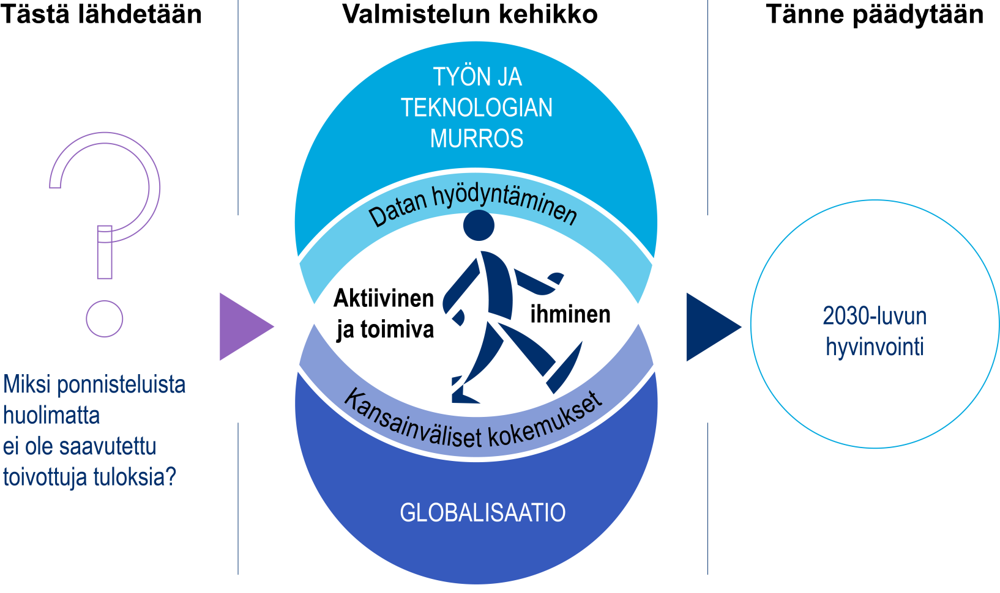 Tästä lähdetään
Valmistelun kehikko
Tänne päädytään
Miksi ponnisteluista
huolimatta
ei ole saavutettu
toivottuja tuloksia?
TYÖN JA
TEKNOLOGIAN
MURROS
Datan hyödyntäminen
Aktiivinen
ja toimiva
ihminen
Kansainväliset kokemukset
GLOBALISAATIO
2030-luvun
hyvinvointi